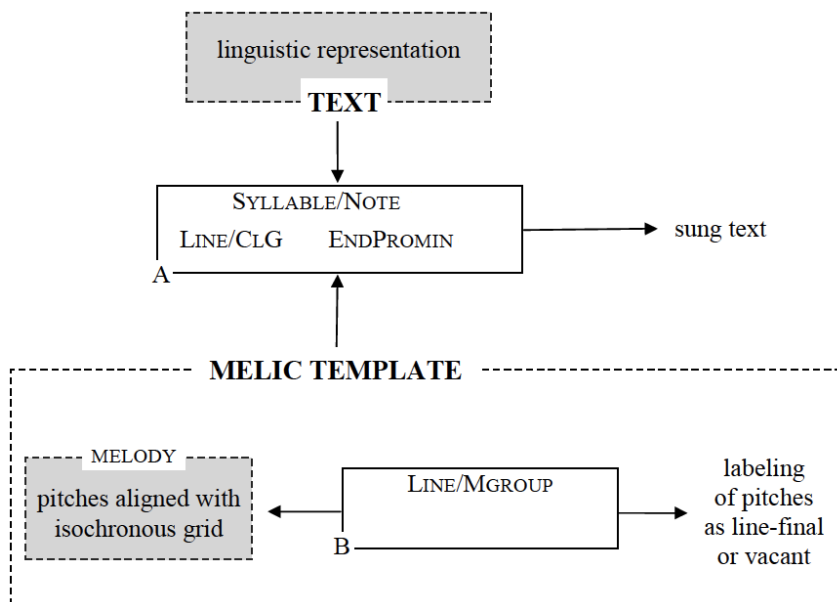 linguistic representation
TEXT
SYLLABLE/NOTE
LINE/CLG ENDPROMIN
A
sung text
MELIC TEMPLATE
MELODY
pitches aligned with
isochronous grid
LINE/MGROUP
B
labeling
of pitches
as line-final
or vacant